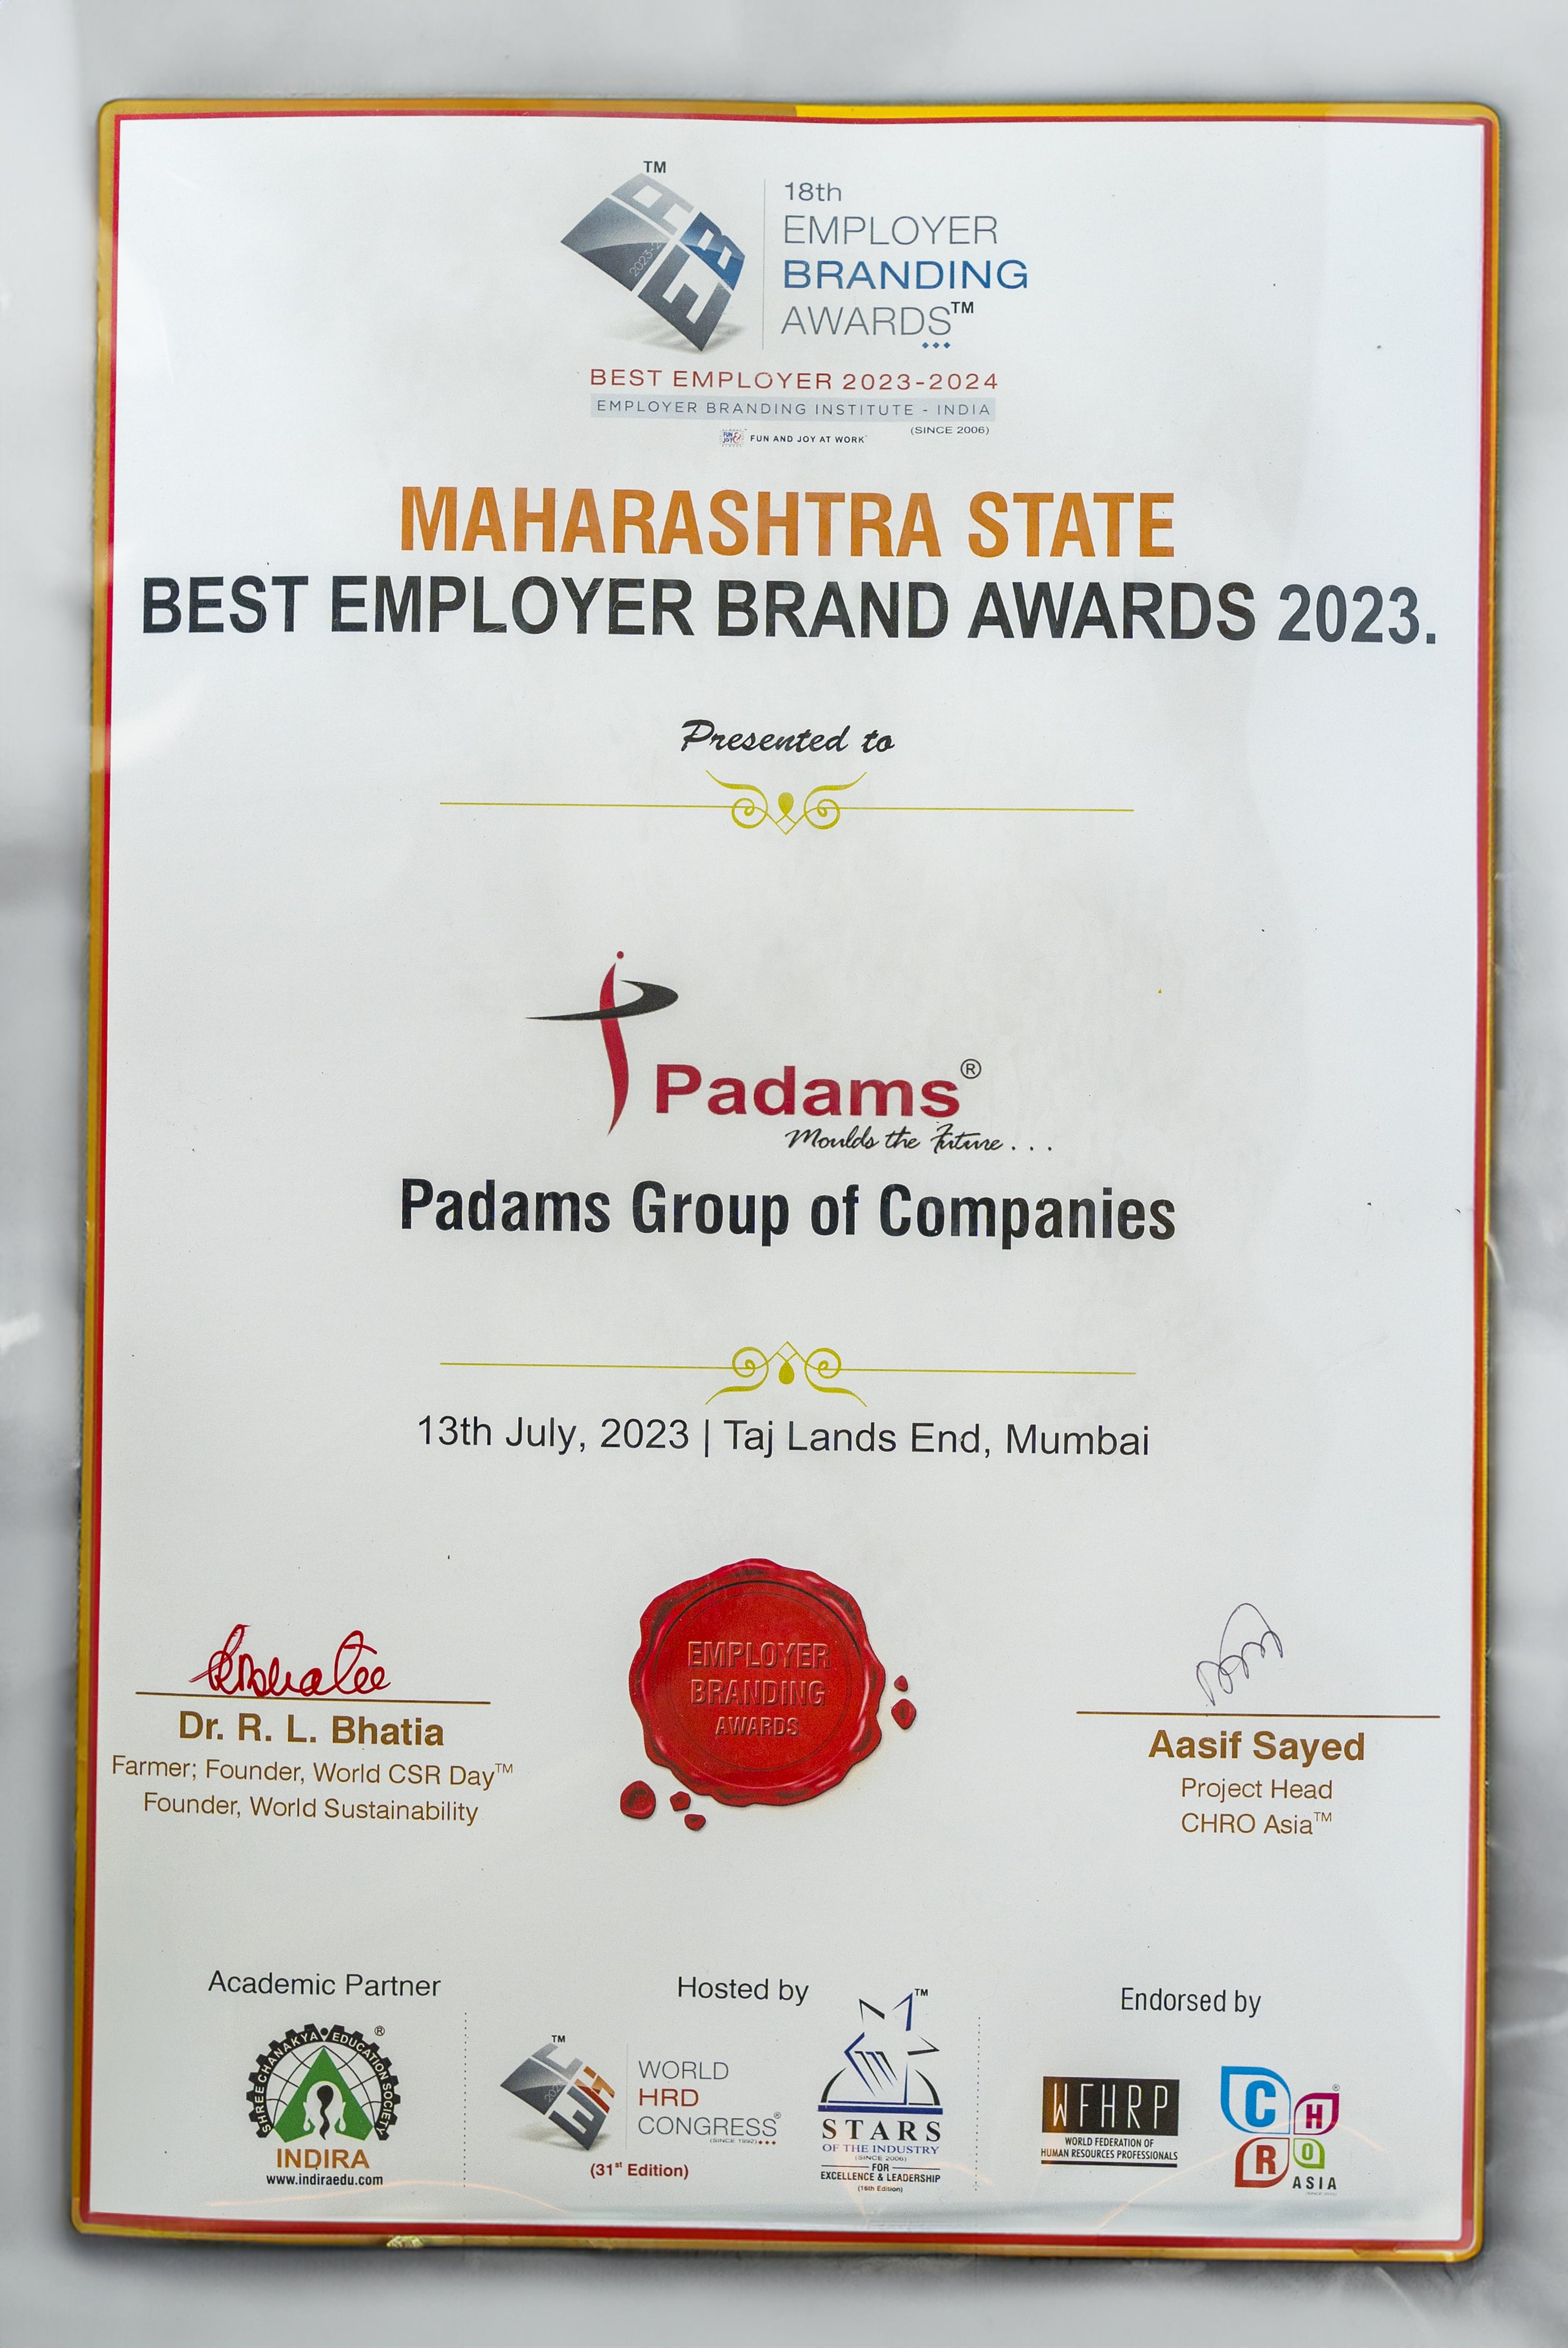 TM
18th
EMPLOYER
BRANDING
AWARDS™
BEST EMPLOYER 2023-2024
EMPLOYER BRANDING INSTITUTE - INDIA
(SINCE 2006)
FUN AND JOY AT WORK
MAHARASHTRA STATE
BEST EMPLOYER BRAND AWARDS 2023.
Presented to
Padams®
Moulds the Future . . .
Padams Group of Companies
13th July, 2023 | Taj Lands End, Mumbai
EMPLOYER
BRANDING
AWARDS
Dr. R. L. Bhatia
Farmer; Founder, World CSR Day™
Founder, World Sustainability
Aasif Sayed
Project Head
CHRO Asia™
Academic Partner
SHREE CHANAKYA EDUCATION SOCIETY ®
INDIRA
www.indiraedu.com
Hosted by
TM
WORLD
HRD
CONGRESS®
(SINCE 1992)
(31st Edition)
TM
STARS
OF THE INDUSTRY
(SINCE 2006)
FOR
EXCELLENCE & LEADERSHIP
(16th Edition)
Endorsed by
WFHRP
WORLD FEDERATION OF
HUMAN RESOURCES PROFESSIONALS
C H ®
R O
ASIA